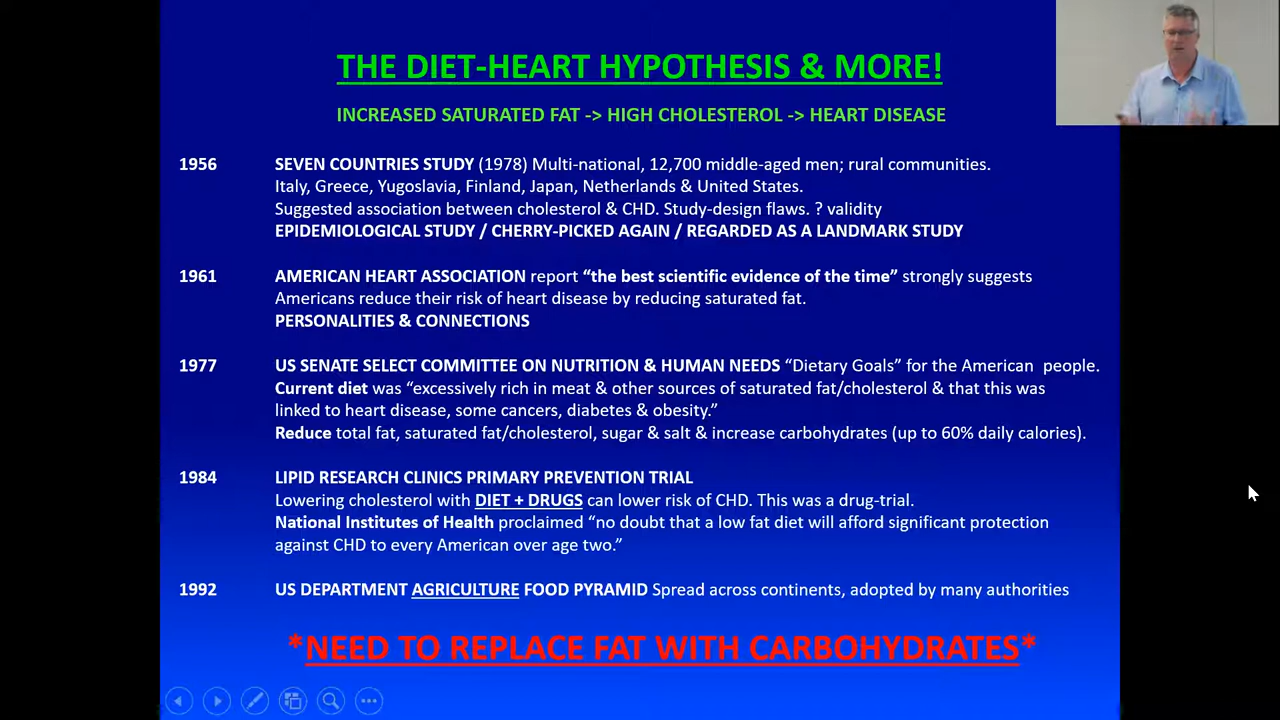 THE DIET-HEART HYPOTHESIS & MORE!
INCREASED SATURATED FAT -> HIGH CHOLESTEROL -> HEART DISEASE
1956 SEVEN COUNTRIES STUDY (1978) Multi-national, 12,700 middle-aged men; rural communities.
Italy, Greece, Yugoslavia, Finland, Japan, Netherlands & United States.
Suggested association between cholesterol & CHD. Study-design flaws. ? validity
EPIDEMIOLOGICAL STUDY / CHERRY-PICKED AGAIN / REGARDED AS A LANDMARK STUDY
1961 AMERICAN HEART ASSOCIATION report “the best scientific evidence of the time” strongly suggests
Americans reduce their risk of heart disease by reducing saturated fat.
PERSONALITIES & CONNECTIONS
1977 US SENATE SELECT COMMITTEE ON NUTRITION & HUMAN NEEDS “Dietary Goals” for the American people.
Current diet was “excessively rich in meat & other sources of saturated fat/cholesterol & that this was
linked to heart disease, some cancers, diabetes & obesity.”
Reduce total fat, saturated fat/cholesterol, sugar & salt & increase carbohydrates (up to 60% daily calories).
1984 LIPID RESEARCH CLINICS PRIMARY PREVENTION TRIAL
Lowering cholesterol with DIET + DRUGS can lower risk of CHD. This was a drug-trial.
National Institutes of Health proclaimed “no doubt that a low fat diet will afford significant protection
against CHD to every American over age two.”
1992 US DEPARTMENT AGRICULTURE FOOD PYRAMID Spread across continents, adopted by many authorities
*NEED TO REPLACE FAT WITH CARBOHYDRATES*